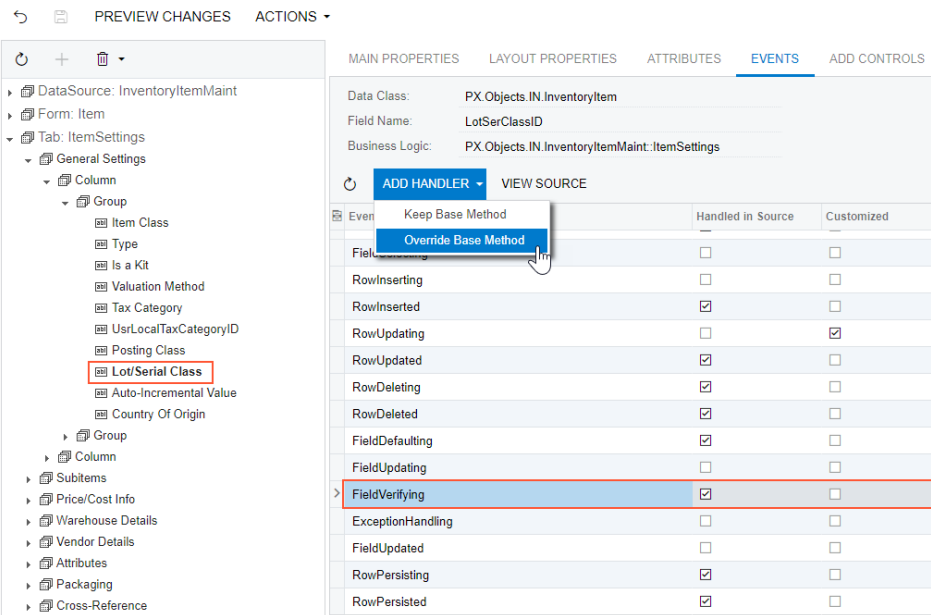 PREVIEW CHANGES ACTIONS
DataSource: InventoryItemMaint
Form: Item
Tab: ItemSettings
General Settings
Column
Group
Item Class
Type
Is a Kit
Valuation Method
Tax Category
UsrLocalTaxCategoryID
Posting Class
Lot/Serial Class
Auto-Incremental Value
Country Of Origin
Group
Column
Subitems
Price/Cost Info
Warehouse Details
Vendor Details
Attributes
Packaging
Cross-Reference
MAIN PROPERTIES LAYOUT PROPERTIES ATTRIBUTES EVENTS ADD CONTROLS
Data Class: PX.Objects.IN.InventoryItem
Field Name: LotSerClassID
Business Logic: PX.Objects.IN.InventoryItemMaint::ItemSettings
ADD HANDLER VIEW SOURCE
Keep Base Method
Override Base Method
Even Handled in Source Customized
RowInserting
RowInserted
RowUpdating
RowUpdated
RowDeleting
RowDeleted
FieldDefaulting
FieldUpdating
FieldVerifying
ExceptionHandling
FieldUpdated
RowPersisting
RowPersisted